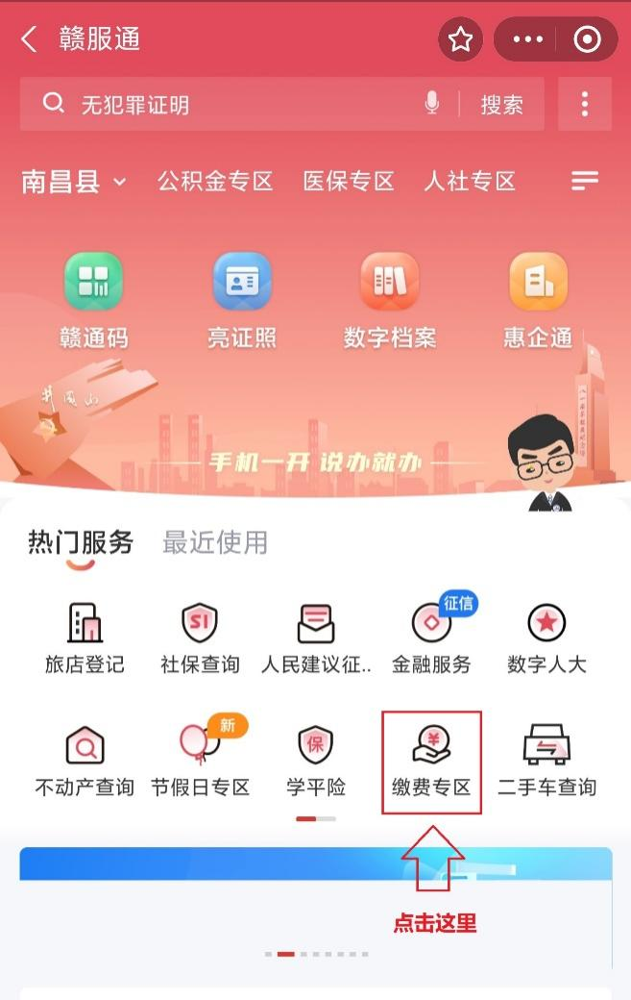 赣服通
无犯罪证明
搜索
南昌县 公积金专区 医保专区 人社专区
赣通码 亮证照 数字档案 惠企通
井冈山
手机一开 说办就办
热门服务 最近使用
SI 征信
旅店登记 社保查询 人民建议征.. 金融服务 数字人大
新 保 ¥
不动产查询 节假日专区 学平险 缴费专区 二手车查询
点击这里